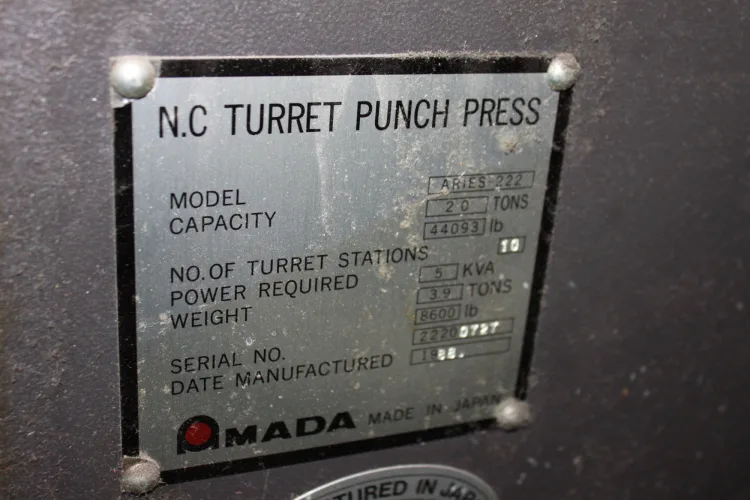 N.C TURRET PUNCH PRESS
MODEL ARIES-222
CAPACITY 20 TONS
44093 lb
NO. OF TURRET STATIONS 10
POWER REQUIRED 5 KVA
WEIGHT 3.9 TONS
8600 lb
SERIAL NO. 22200727
DATE MANUFACTURED 1988.
AMADA MADE IN JAPAN
TURED IN JAP